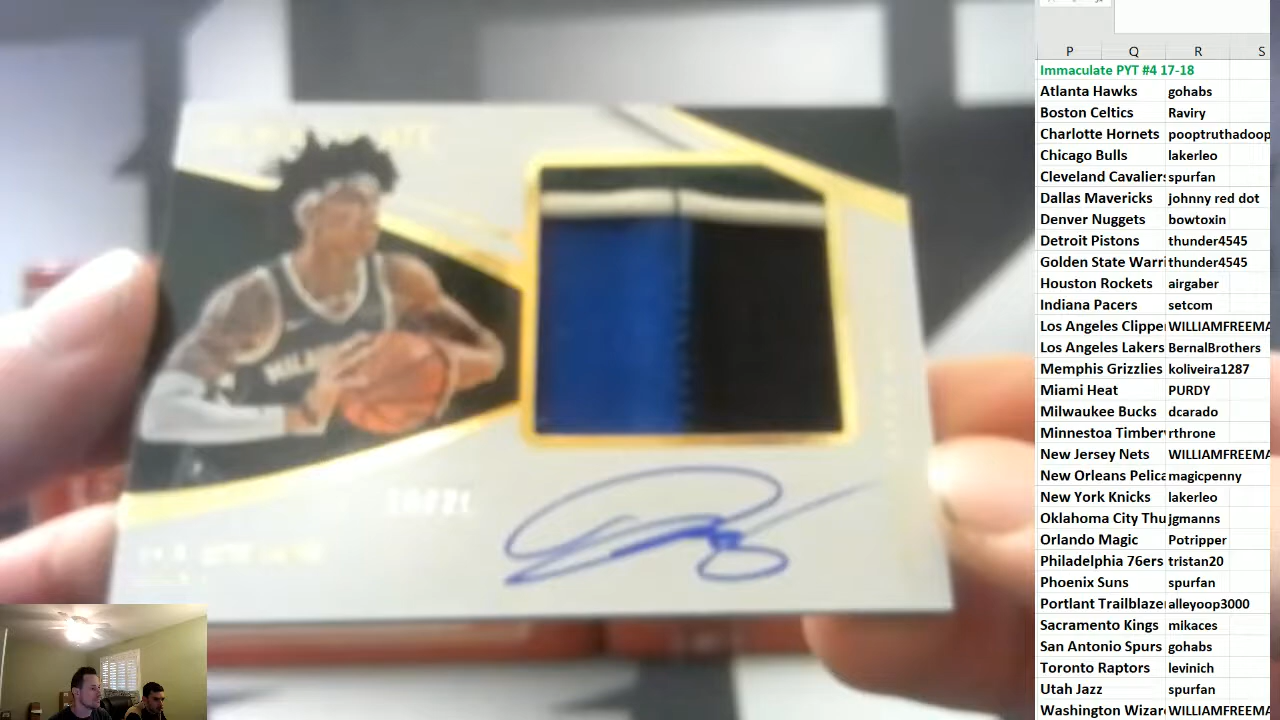 P Q R S
Immaculate PYT #4 17-18
Atlanta Hawks gohabs
Boston Celtics Raviry
Charlotte Hornets pooptruthadoop
Chicago Bulls lakerleo
Cleveland Cavaliers spurfan
Dallas Mavericks johnny red dot
Denver Nuggets bowtoxin
Detroit Pistons thunder4545
Golden State Warri thunder4545
Houston Rockets airgaber
Indiana Pacers setcom
Los Angeles Clippe WILLIAMFREEMA
Los Angeles Lakers BernalBrothers
Memphis Grizzlies koliveira1287
Miami Heat PURDY
Milwaukee Bucks dcarado
Minnestoa Timber rthrone
New Jersey Nets WILLIAMFREEMA
New Orleans Pelica magicpenny
New York Knicks lakerleo
Oklahoma City Thu jgmanns
Orlando Magic Potripper
Philadelphia 76ers tristan20
Phoenix Suns spurfan
Portlant Trailblaze alleyoop3000
Sacramento Kings mikaces
San Antonio Spurs gohabs
Toronto Raptors levinich
Utah Jazz spurfan
Washington Wizar WILLIAMFREEMA